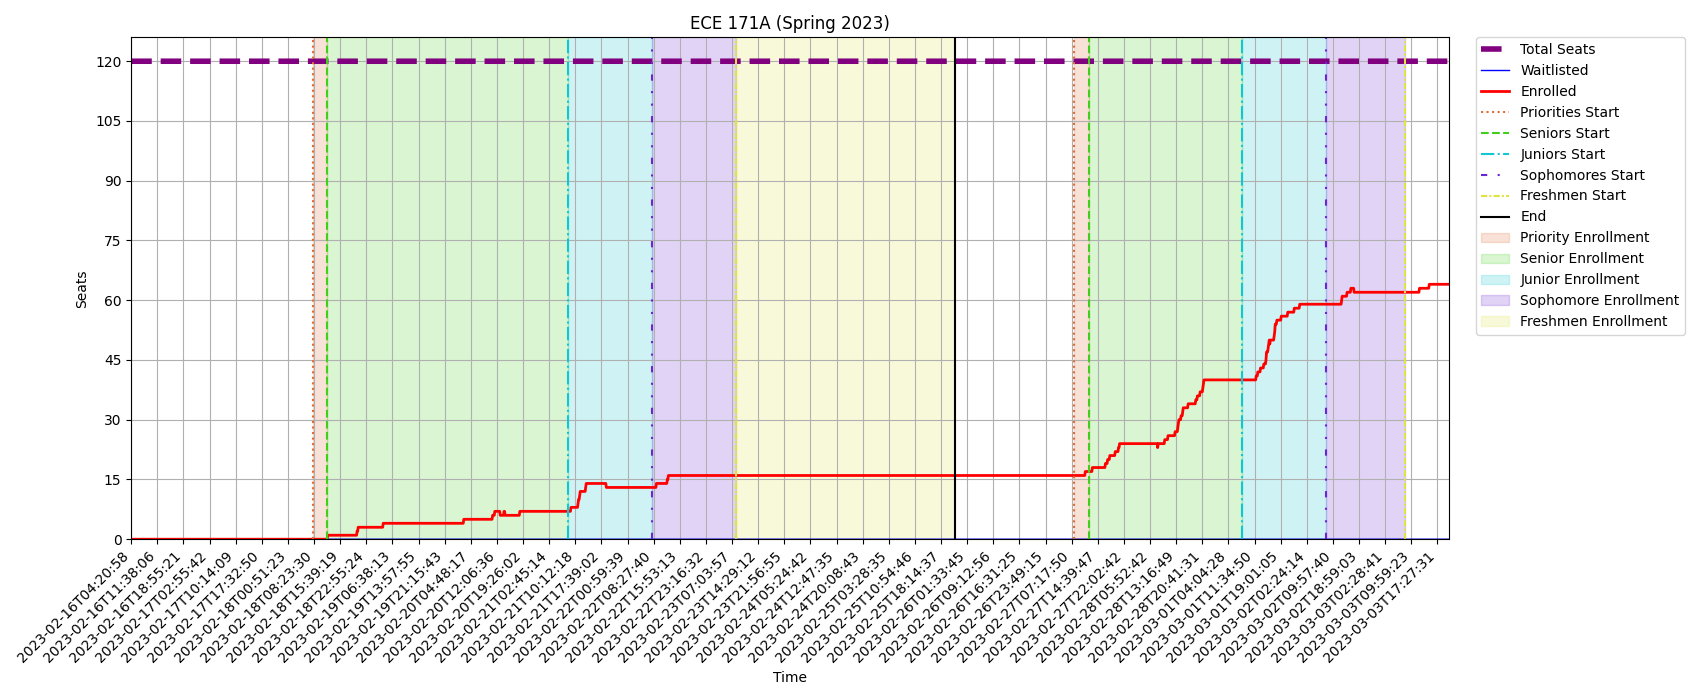 ECE 171A (Spring 2023)
120
105
90
75
60
45
30
15
0
Seats
2023-02-16T04:20:58
2023-02-16T11:38:06
2023-02-16T18:55:21
2023-02-17T02:55:42
2023-02-17T10:14:09
2023-02-17T17:32:50
2023-02-18T00:51:23
2023-02-18T08:23:30
2023-02-18T15:39:19
2023-02-18T22:55:24
2023-02-19T06:38:13
2023-02-19T13:57:55
2023-02-19T21:15:43
2023-02-20T04:48:17
2023-02-20T12:06:36
2023-02-20T19:26:02
2023-02-21T02:45:14
2023-02-21T10:12:18
2023-02-21T17:39:02
2023-02-22T00:59:39
2023-02-22T08:27:40
2023-02-22T15:53:13
2023-02-22T23:16:32
2023-02-23T07:03:57
2023-02-23T14:29:12
2023-02-23T21:56:55
2023-02-24T05:24:42
2023-02-24T12:47:35
2023-02-24T20:08:43
2023-02-25T03:28:35
2023-02-25T10:54:46
2023-02-25T18:14:37
2023-02-26T01:33:45
2023-02-26T09:12:56
2023-02-26T16:31:25
2023-02-26T23:49:15
2023-02-27T07:17:50
2023-02-27T14:39:47
2023-02-27T22:02:42
2023-02-28T05:52:42
2023-02-28T13:16:49
2023-02-28T20:41:31
2023-03-01T04:04:28
2023-03-01T11:34:50
2023-03-01T19:01:05
2023-03-02T02:24:14
2023-03-02T09:57:40
2023-03-02T18:59:03
2023-03-03T02:28:41
2023-03-03T09:59:23
2023-03-03T17:27:31
Time
Total Seats
Waitlisted
Enrolled
Priorities Start
Seniors Start
Juniors Start
Sophomores Start
Freshmen Start
End
Priority Enrollment
Senior Enrollment
Junior Enrollment
Sophomore Enrollment
Freshmen Enrollment